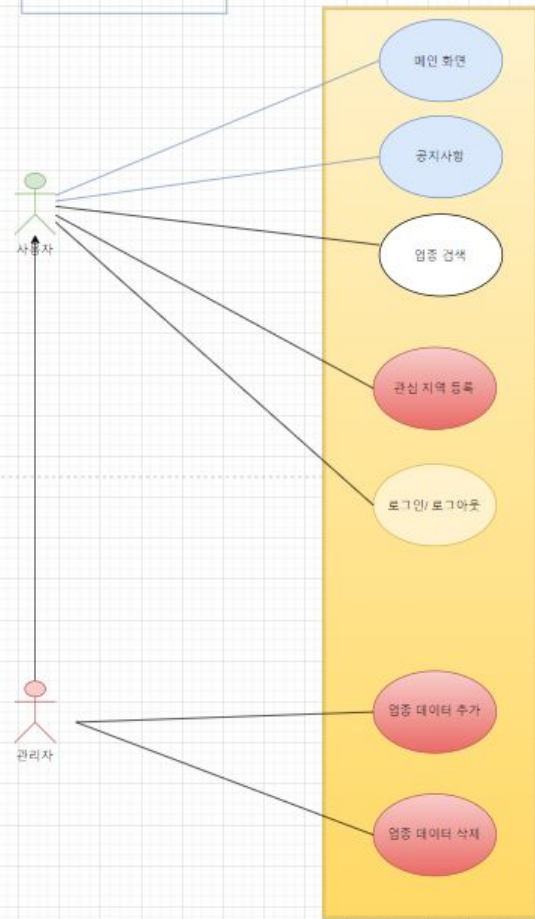 메인 화면
공지사항
사용자
업종 검색
관심 지역 등록
로그인/ 로그아웃
업종 데이터 추가
관리자
업종 데이터 삭제